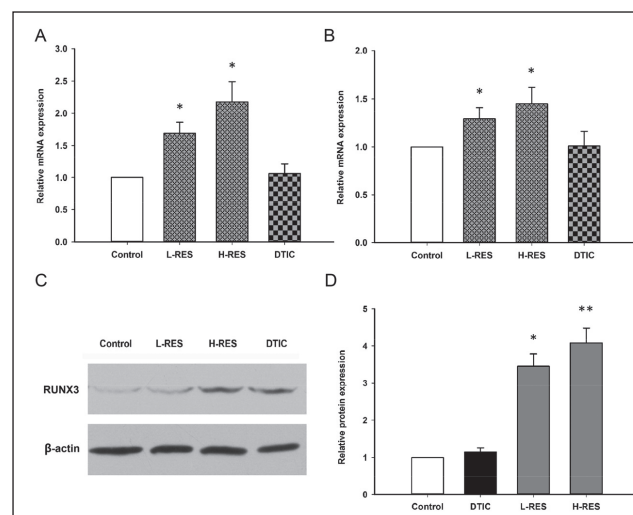 A
3.0
2.5
2.0
1.5
1.0
0.5
0.0
Relative mRNA expression
*
*
Control L-RES H-RES DTIC
B
2.0
1.5
1.0
0.5
0.0
Relative mRNA expression
*
*
Control L-RES H-RES DTIC
C
Control L-RES H-RES DTIC
RUNX3
β-actin
D
5
4
3
2
1
0
Relative protein expression
*
**
Control DTIC L-RES H-RES